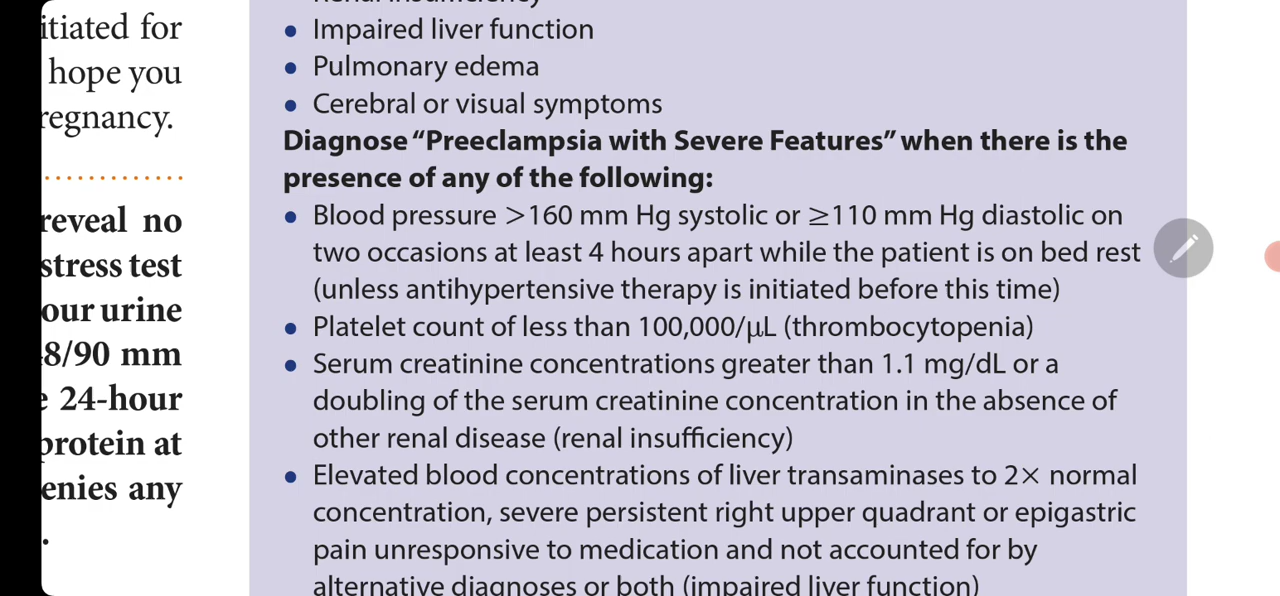 itiated for
hope you
regnancy.
reveal no
stress test
our urine
8/90 mm
e 24-hour
protein at
enies any
.
Renal insufficiency
• Impaired liver function
• Pulmonary edema
• Cerebral or visual symptoms
Diagnose “Preeclampsia with Severe Features” when there is the
presence of any of the following:
• Blood pressure >160 mm Hg systolic or ≥110 mm Hg diastolic on
two occasions at least 4 hours apart while the patient is on bed rest
(unless antihypertensive therapy is initiated before this time)
• Platelet count of less than 100,000/μL (thrombocytopenia)
• Serum creatinine concentrations greater than 1.1 mg/dL or a
doubling of the serum creatinine concentration in the absence of
other renal disease (renal insufficiency)
• Elevated blood concentrations of liver transaminases to 2× normal
concentration, severe persistent right upper quadrant or epigastric
pain unresponsive to medication and not accounted for by
alternative diagnoses or both (impaired liver function)